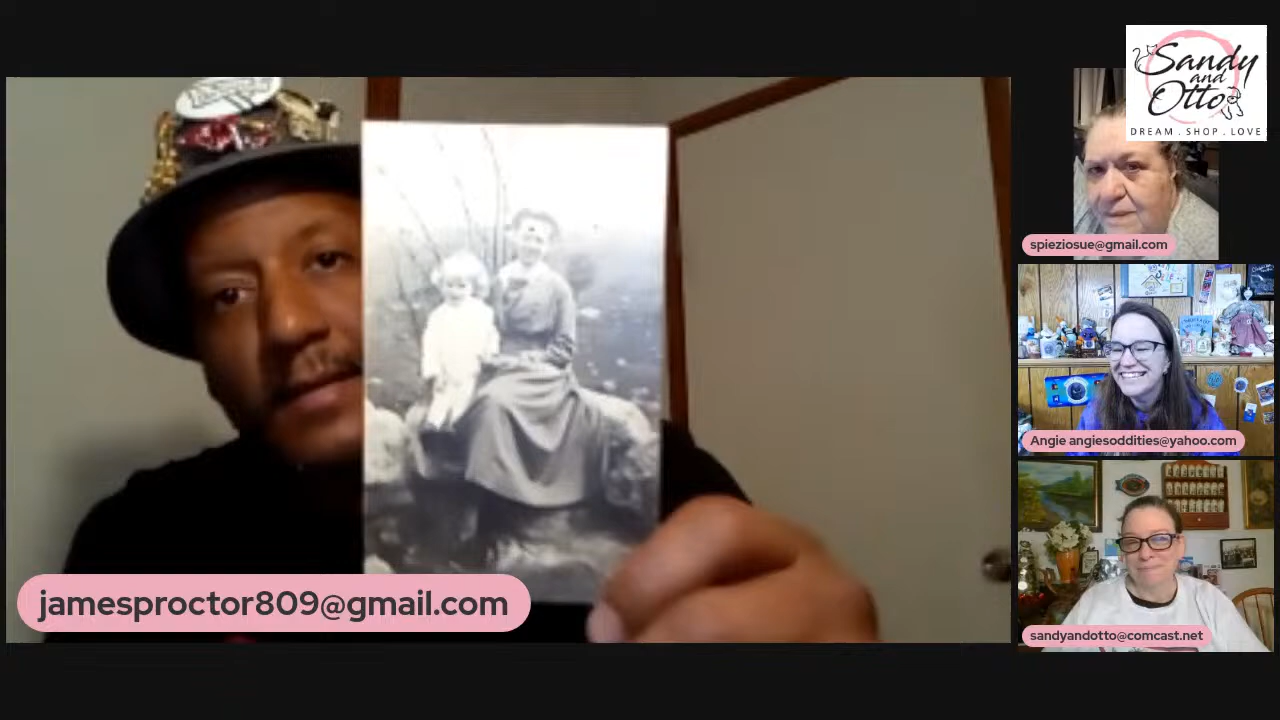 Sandy
and
Otto
DREAM . SHOP . LOVE
spieziosue@gmail.com
Angie angiesoddities@yahoo.com
jamesproctor809@gmail.com
sandyandotto@comcast.net